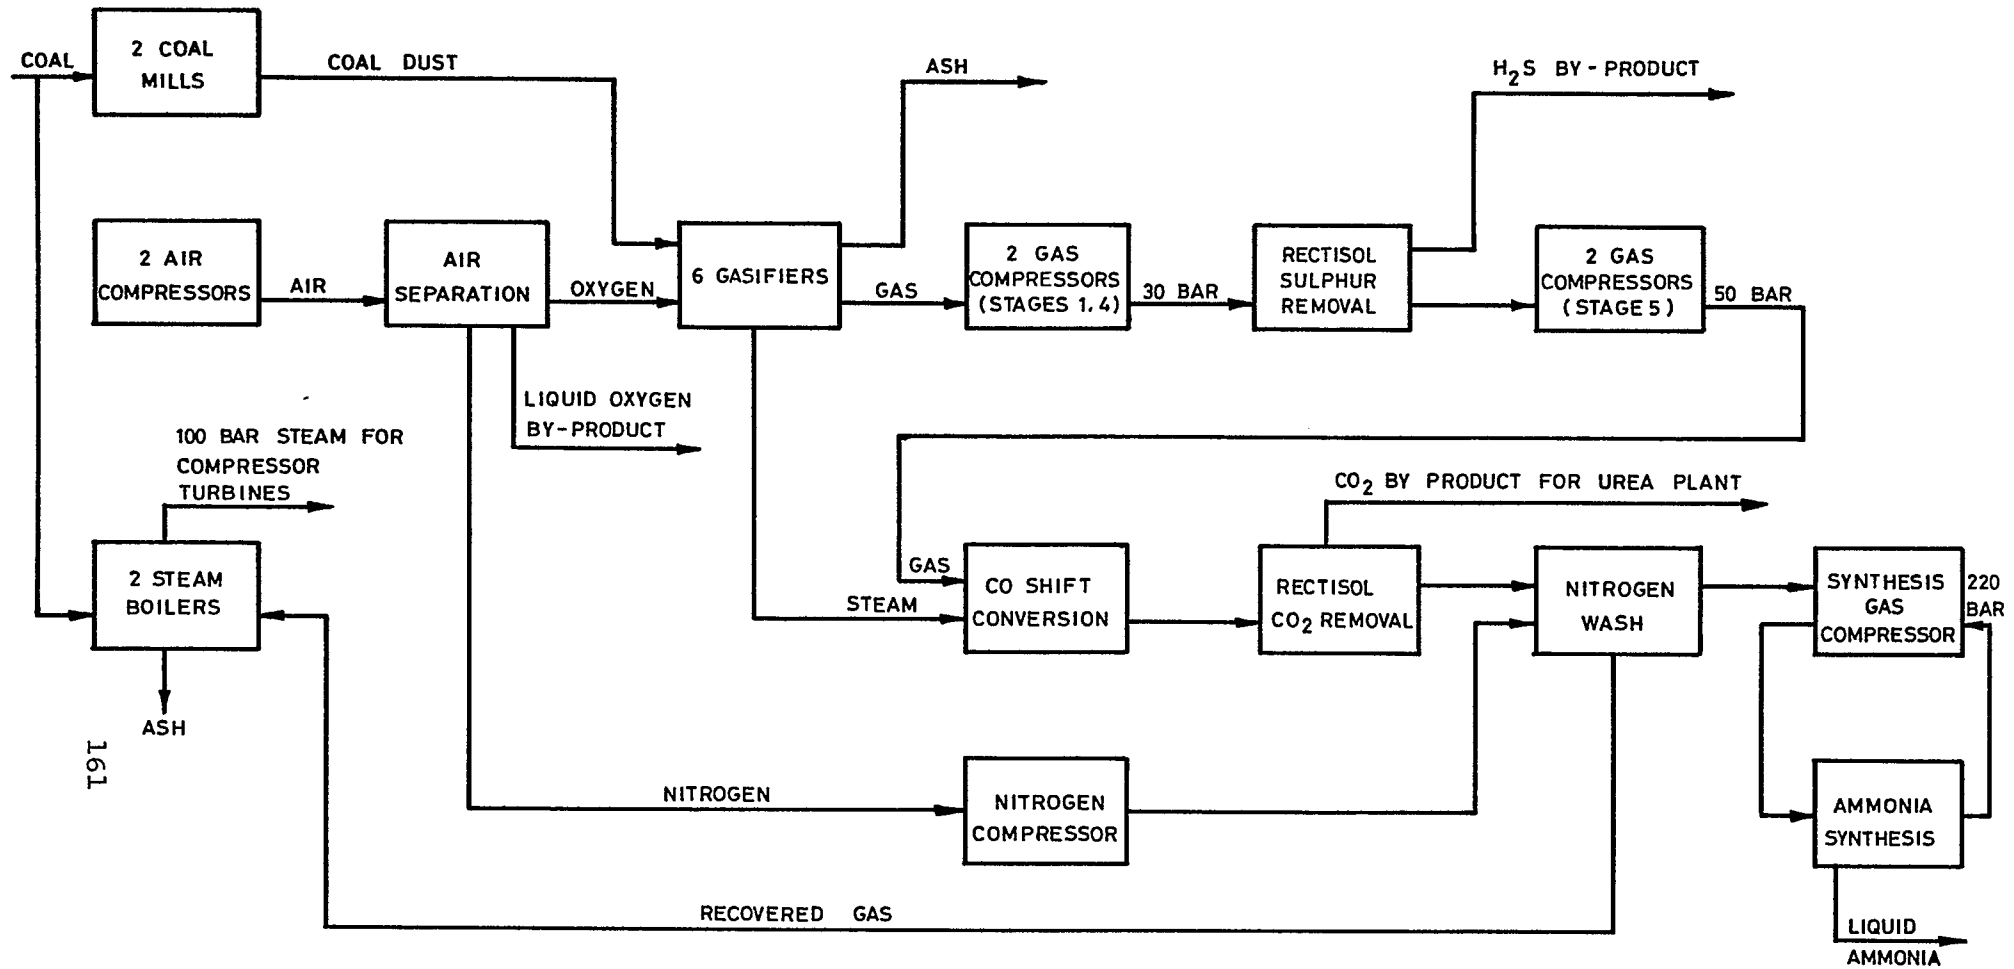 COAL
2 COAL
MILLS
COAL DUST
ASH
H2S BY-PRODUCT
2 AIR
COMPRESSORS
AIR
AIR
SEPARATION
OXYGEN
6 GASIFIERS
GAS
2 GAS
COMPRESSORS
(STAGES 1.4)
30 BAR
RECTISOL
SULPHUR
REMOVAL
2 GAS
COMPRESSORS
(STAGE 5)
50 BAR
LIQUID OXYGEN
BY-PRODUCT
100 BAR STEAM FOR
COMPRESSOR
TURBINES
CO2 BY PRODUCT FOR UREA PLANT
2 STEAM
BOILERS
ASH
GAS
STEAM
CO SHIFT
CONVERSION
RECTISOL
CO2 REMOVAL
NITROGEN
WASH
SYNTHESIS
GAS
COMPRESSOR
220
BAR
161
NITROGEN
NITROGEN
COMPRESSOR
AMMONIA
SYNTHESIS
RECOVERED GAS
LIQUID
AMMONIA